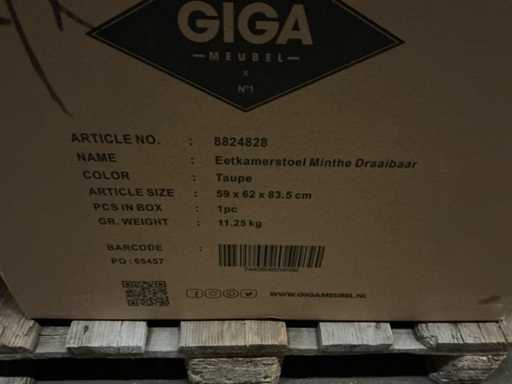 GIGA
MEUBEL
x
Nº1
ARTICLE NO. : 8824828
NAME : Eetkamerstoel Minthe Draaibaar
COLOR : Taupe
ARTICLE SIZE : 59 x 62 x 83.5 cm
PCS IN BOX : 1pc
GR. WEIGHT : 11.25 kg
BARCODE :
PO : 65457
WWW.GIGAMEUBEL.NL